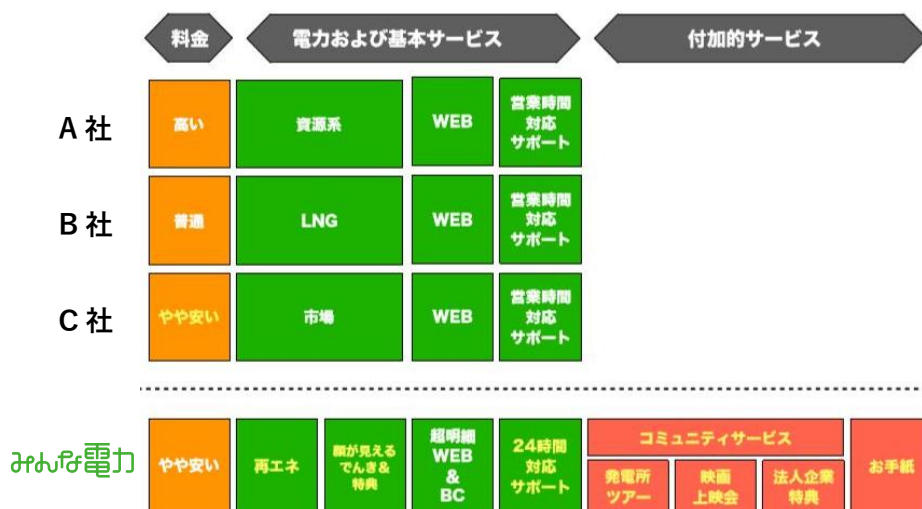 料金
電力および基本サービス
付加的サービス
A社
高い
資源系
WEB
営業時間
対応
サポート
B社
普通
LNG
WEB
営業時間
対応
サポート
C社
やや安い
市場
WEB
営業時間
対応
サポート
みんな電力
やや安い
再エネ
顔が見える
でんき&
特典
超明細
WEB
&
BC
24時間
対応
サポート
コミュニティサービス
発電所
ツアー
映画
上映会
法人企業
特典
お手紙